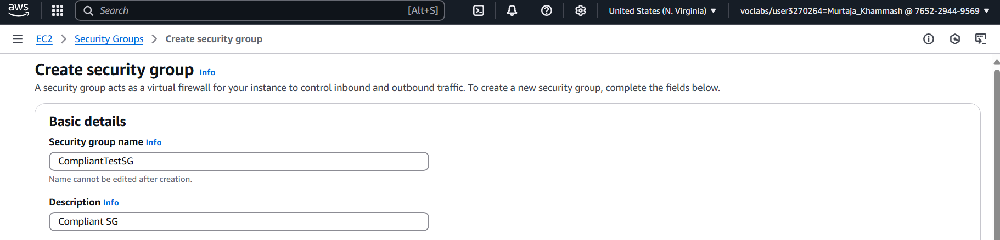 aws
Search [Alt+S]
United States (N. Virginia) ▼
voclabs/user3270264=Murtaja_Khammash @ 7652-2944-9569 ▼
EC2 > Security Groups > Create security group
Create security group Info
A security group acts as a virtual firewall for your instance to control inbound and outbound traffic. To create a new security group, complete the fields below.
Basic details
Security group name Info
CompliantTestSG
Name cannot be edited after creation.
Description Info
Compliant SG